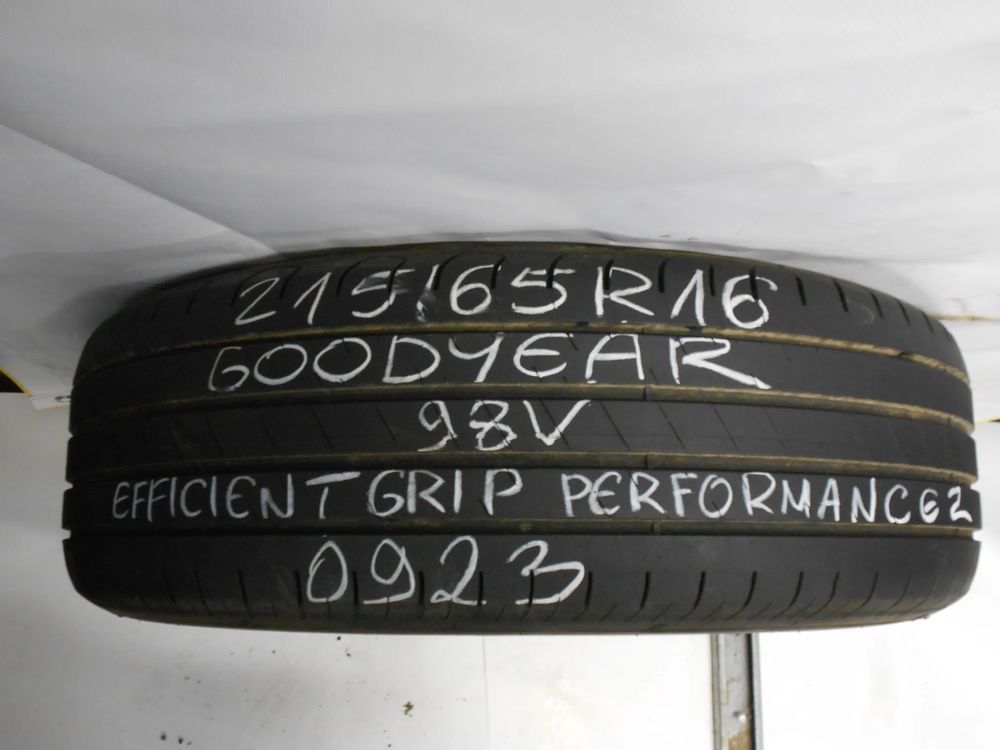 215/65R16
GOODYEAR
98V
EFFICIENTGRIP PERFORMANCE2
0923